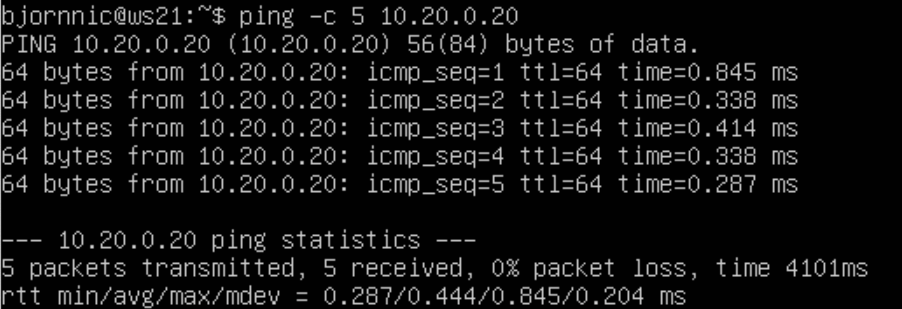 bjornnic@ws21:~$ ping -c 5 10.20.0.20
PING 10.20.0.20 (10.20.0.20) 56(84) bytes of data.
64 bytes from 10.20.0.20: icmp_seq=1 ttl=64 time=0.845 ms
64 bytes from 10.20.0.20: icmp_seq=2 ttl=64 time=0.338 ms
64 bytes from 10.20.0.20: icmp_seq=3 ttl=64 time=0.414 ms
64 bytes from 10.20.0.20: icmp_seq=4 ttl=64 time=0.338 ms
64 bytes from 10.20.0.20: icmp_seq=5 ttl=64 time=0.287 ms
--- 10.20.0.20 ping statistics ---
5 packets transmitted, 5 received, 0% packet loss, time 4101ms
rtt min/avg/max/mdev = 0.287/0.444/0.845/0.204 ms